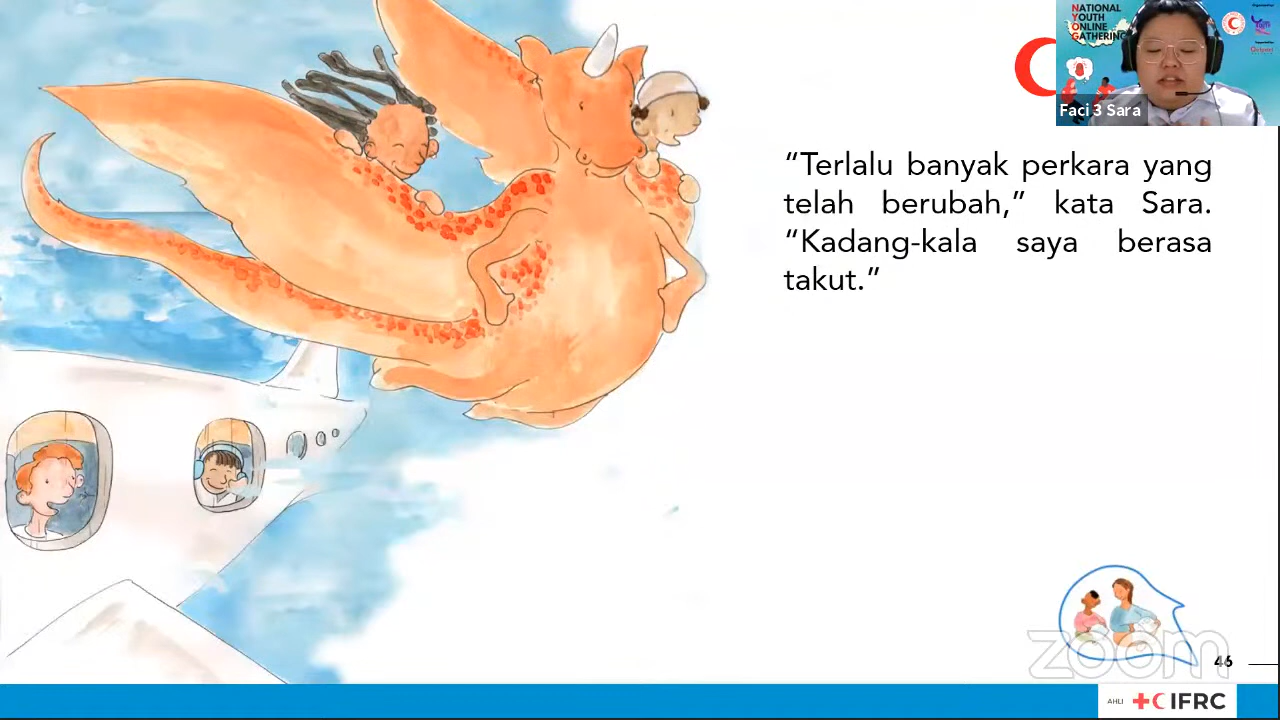 NATIONAL
YOUTH
ONLINE
GATHERING
Faci 3 Sara
“Terlalu banyak perkara yang
telah berubah,” kata Sara.
“Kadang-kala saya berasa
takut.”
zoom
46
AHLI
IFRC